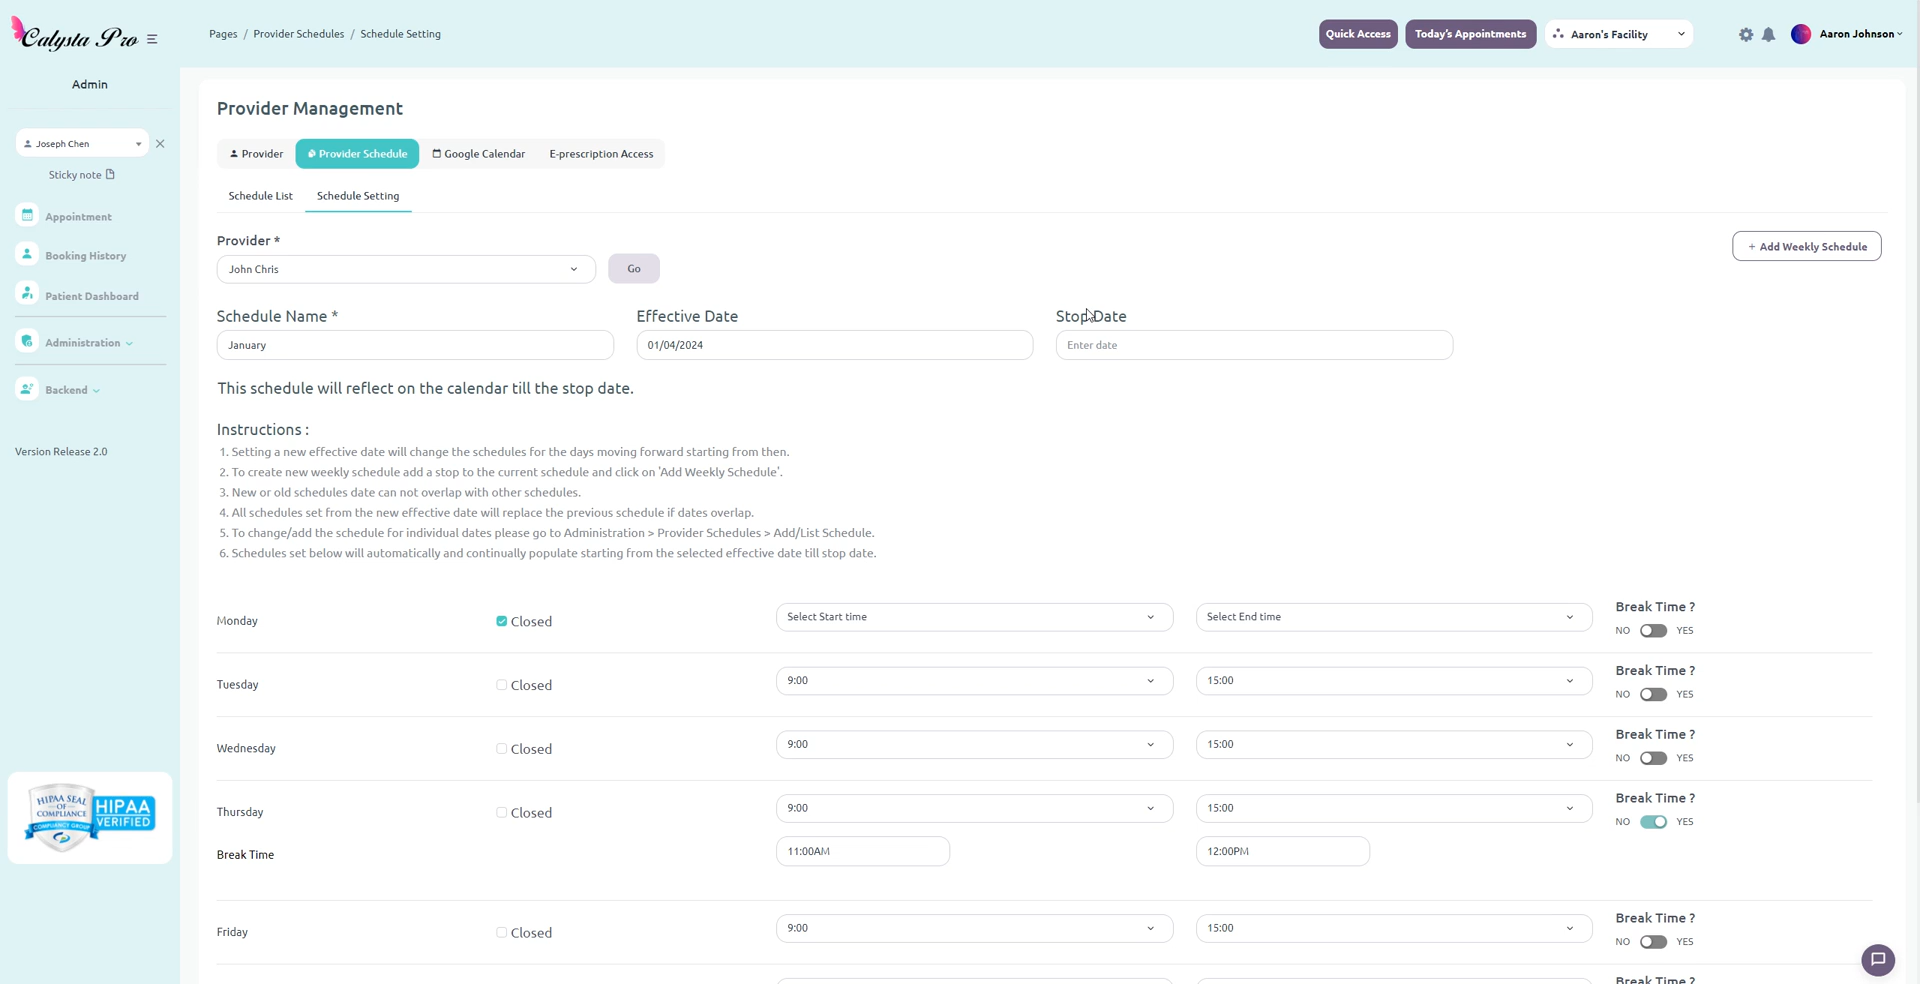 Calysta Pro
Pages / Provider Schedules / Schedule Setting
Quick Access
Today's Appointments
Aaron's Facility
Aaron Johnson
Admin
Joseph Chen
Sticky note
Appointment
Booking History
Patient Dashboard
Administration
Backend
Version Release 2.0
HIPAA SEAL
OF
COMPLIANCE
COMPLIANCY GROUP
HIPAA
VERIFIED
Provider Management
Provider
Provider Schedule
Google Calendar
E-prescription Access
Schedule List
Schedule Setting
Provider *
+ Add Weekly Schedule
John Chris
Go
Schedule Name *
Effective Date
Stop Date
January
01/04/2024
Enter date
This schedule will reflect on the calendar till the stop date.
Instructions :
1. Setting a new effective date will change the schedules for the days moving forward starting from then.
2. To create new weekly schedule add a stop to the current schedule and click on 'Add Weekly Schedule'.
3. New or old schedules date can not overlap with other schedules.
4. All schedules set from the new effective date will replace the previous schedule if dates overlap.
5. To change/add the schedule for individual dates please go to Administration > Provider Schedules > Add/List Schedule.
6. Schedules set below will automatically and continually populate starting from the selected effective date till stop date.
Monday
Closed
Select Start time
Select End time
Break Time ?
NO YES
Tuesday
Closed
9:00
15:00
Break Time ?
NO YES
Wednesday
Closed
9:00
15:00
Break Time ?
NO YES
Thursday
Closed
9:00
15:00
Break Time ?
NO YES
Break Time
11:00AM
12:00PM
Friday
Closed
9:00
15:00
Break Time ?
NO YES
Break Time ?